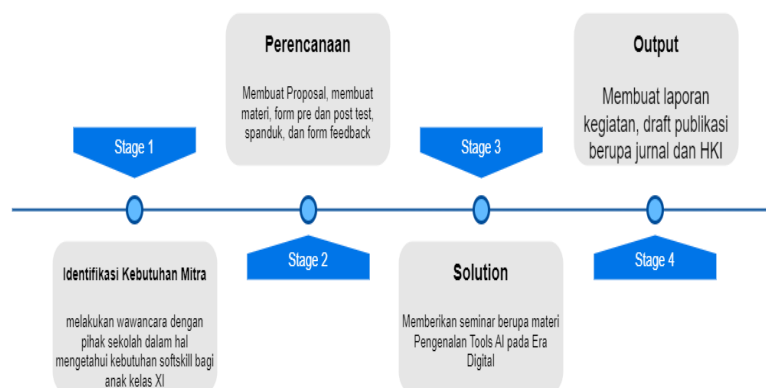 Stage 1
Identifikasi Kebutuhan Mitra
melakukan wawancara dengan
pihak sekolah dalam hal
mengetahui kebutuhan softskill bagi
anak kelas XI
Perencanaan
Membuat Proposal, membuat
materi, form pre dan post test,
spanduk, dan form feedback
Stage 2
Stage 3
Solution
Memberikan seminar berupa materi
Pengenalan Tools AI pada Era
Digital
Output
Membuat laporan
kegiatan, draft publikasi
berupa jurnal dan HKI
Stage 4